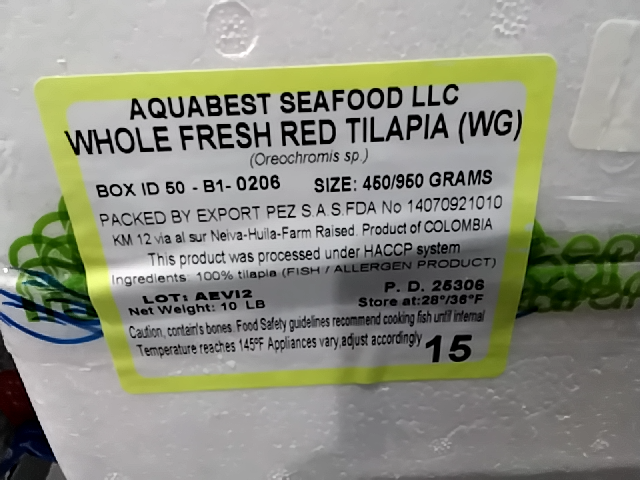 AQUABEST SEAFOOD LLC
WHOLE FRESH RED TILAPIA (WG)
(Oreochromis sp.)
BOX ID 50 - B1- 0206 SIZE: 450/950 GRAMS
PACKED BY EXPORT PEZ S.A S.FDA No 14070921010
KM 12 via al sur Neiva-Huila-Farm Raised. Product of COLOMBIA
This product was processed under HACCP system
Ingredients: 100% tilapia (FISH / ALLERGEN PRODUCT)
LOT: AEVI2 P. D. 25306
Net Weight: 10 LB Store at:28°/36°F
Caution, contain's bones. Food Safety guidelines recommend cooking fish until internal
Temperature reaches 145ºF Appliances vary,adjust accordingly 15